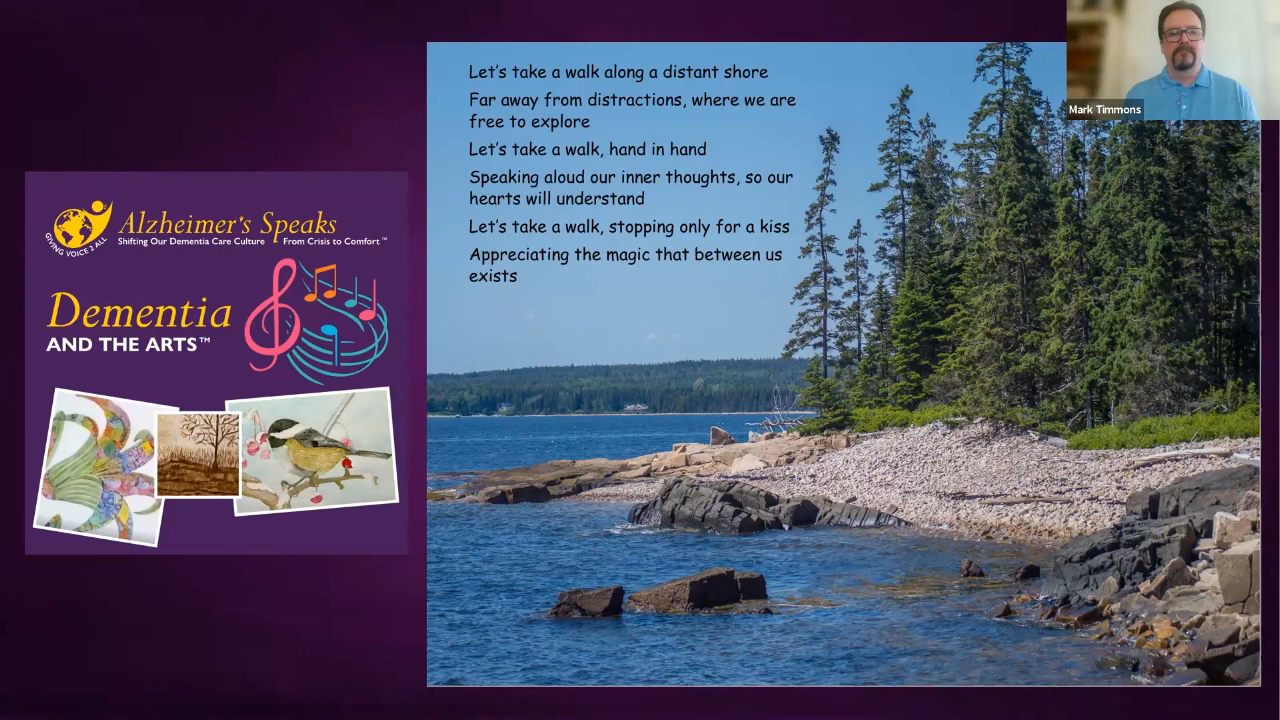 Let's take a walk along a distant shore
Far away from distractions, where we are
free to explore
Let's take a walk, hand in hand
Speaking aloud our inner thoughts, so our
hearts will understand
Let's take a walk, stopping only for a kiss
Appreciating the magic that between us
exists
Mark Timmons
GIVING VOICE 2 ALL
Alzheimer's Speaks
Shifting Our Dementia Care Culture From Crisis to Comfort™
Dementia
AND THE ARTS™